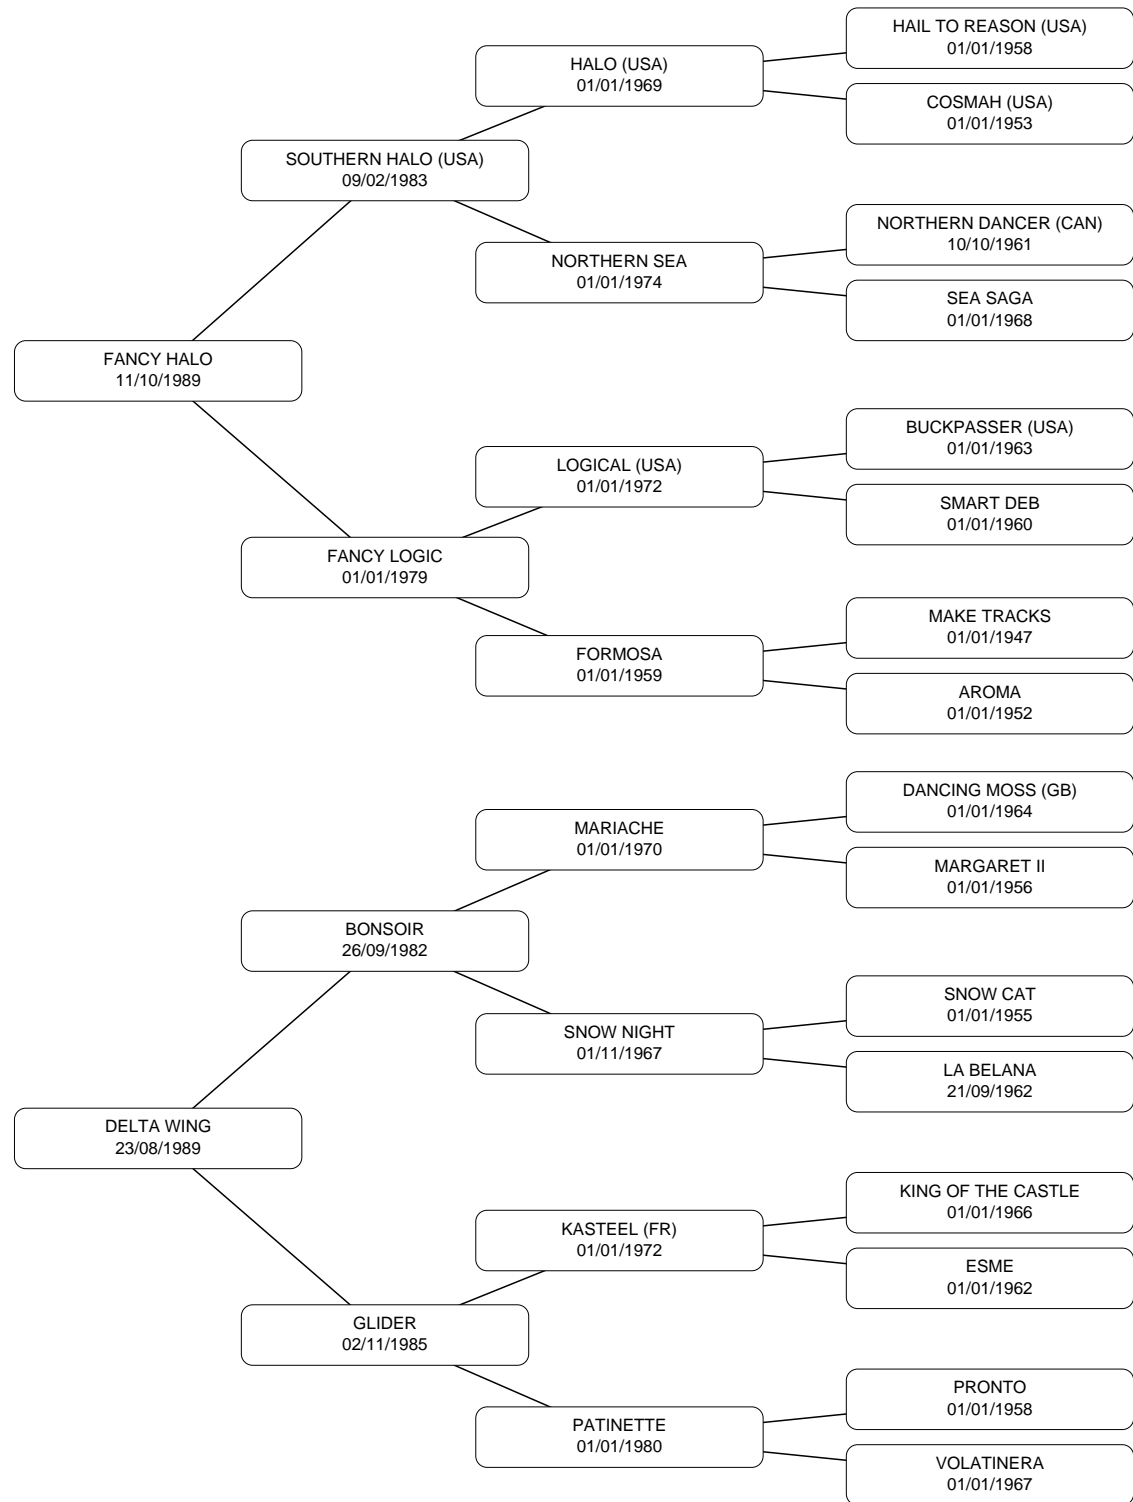 HAIL TO REASON (USA)
01/01/1958
HALO (USA)
01/01/1969
COSMAH (USA)
01/01/1953
SOUTHERN HALO (USA)
09/02/1983
NORTHERN DANCER (CAN)
10/10/1961
NORTHERN SEA
01/01/1974
SEA SAGA
01/01/1968
FANCY HALO
11/10/1989
BUCKPASSER (USA)
01/01/1963
LOGICAL (USA)
01/01/1972
SMART DEB
01/01/1960
FANCY LOGIC
01/01/1979
MAKE TRACKS
01/01/1947
FORMOSA
01/01/1959
AROMA
01/01/1952
DANCING MOSS (GB)
01/01/1964
MARIACHE
01/01/1970
MARGARET II
01/01/1956
BONSOIR
26/09/1982
SNOW CAT
01/01/1955
SNOW NIGHT
01/11/1967
LA BELANA
21/09/1962
DELTA WING
23/08/1989
KING OF THE CASTLE
01/01/1966
KASTEEL (FR)
01/01/1972
ESME
01/01/1962
GLIDER
02/11/1985
PRONTO
01/01/1958
PATINETTE
01/01/1980
VOLATINERA
01/01/1967